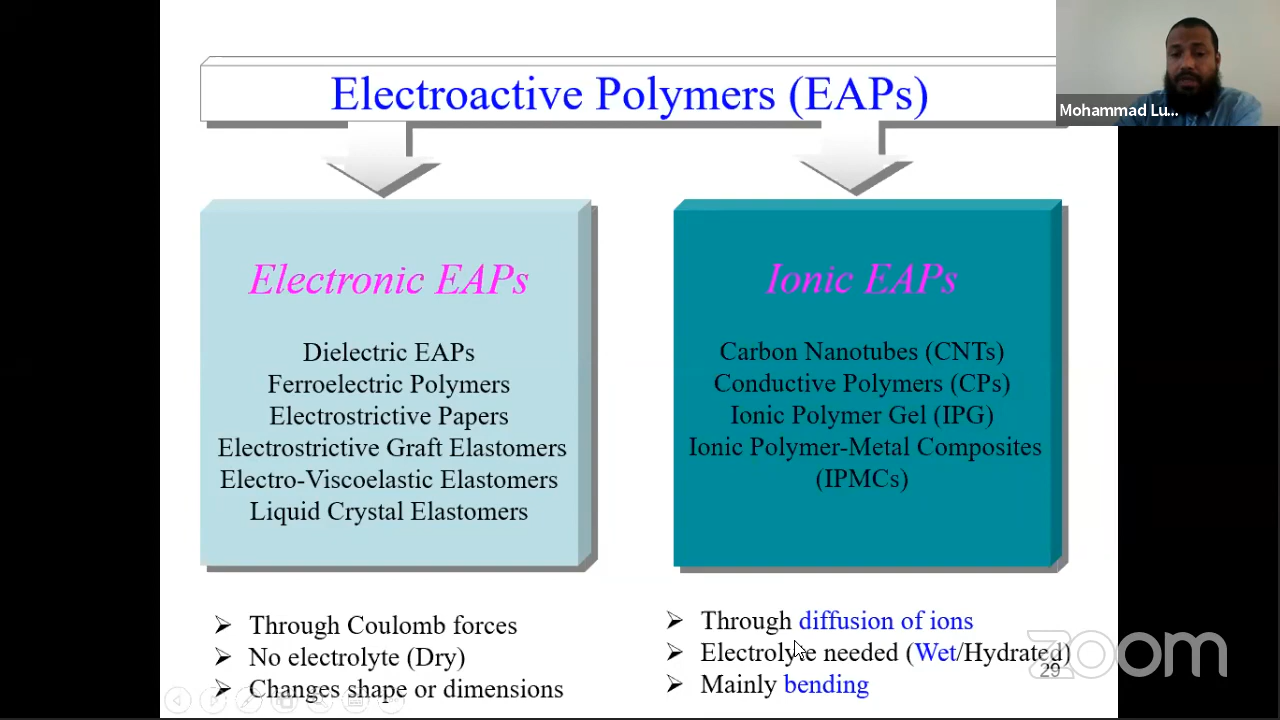 Electroactive Polymers (EAPs)
Mohammad Lu...
Electronic EAPs
Dielectric EAPs
Ferroelectric Polymers
Electrostrictive Papers
Electrostrictive Graft Elastomers
Electro-Viscoelastic Elastomers
Liquid Crystal Elastomers
Ionic EAPs
Carbon Nanotubes (CNTs)
Conductive Polymers (CPs)
Ionic Polymer Gel (IPG)
Ionic Polymer-Metal Composites
(IPMCs)
➢ Through Coulomb forces
➢ No electrolyte (Dry)
➢ Changes shape or dimensions
➢ Through diffusion of ions
➢ Electrolyte needed (Wet/Hydrated)
➢ Mainly bending
29
zoom